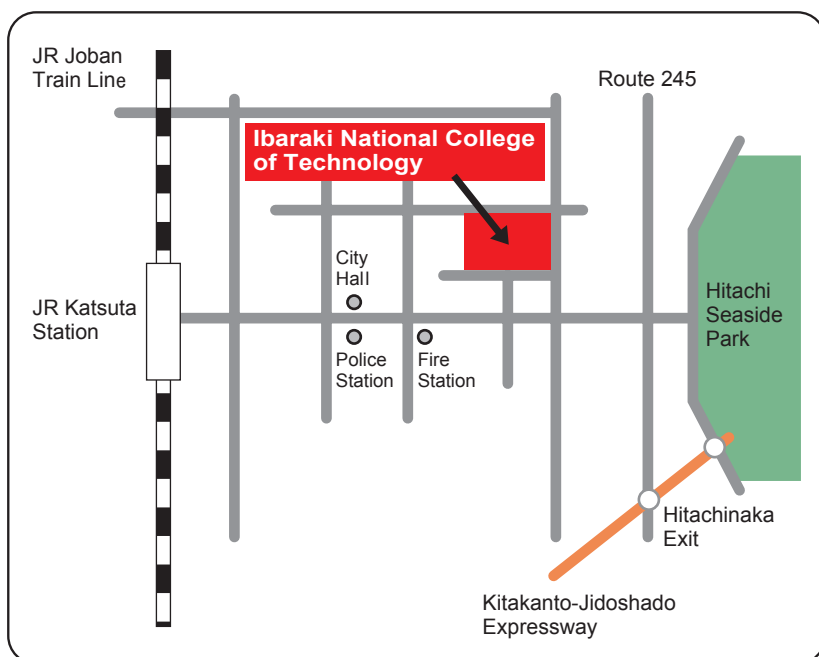 JR Joban
Train Line
Route 245
Ibaraki National College
of Technology
City
Hall
JR Katsuta
Station
Hitachi
Seaside
Park
Police
Station
Fire
Station
Hitachinaka
Exit
Kitakanto-Jidoshado
Expressway